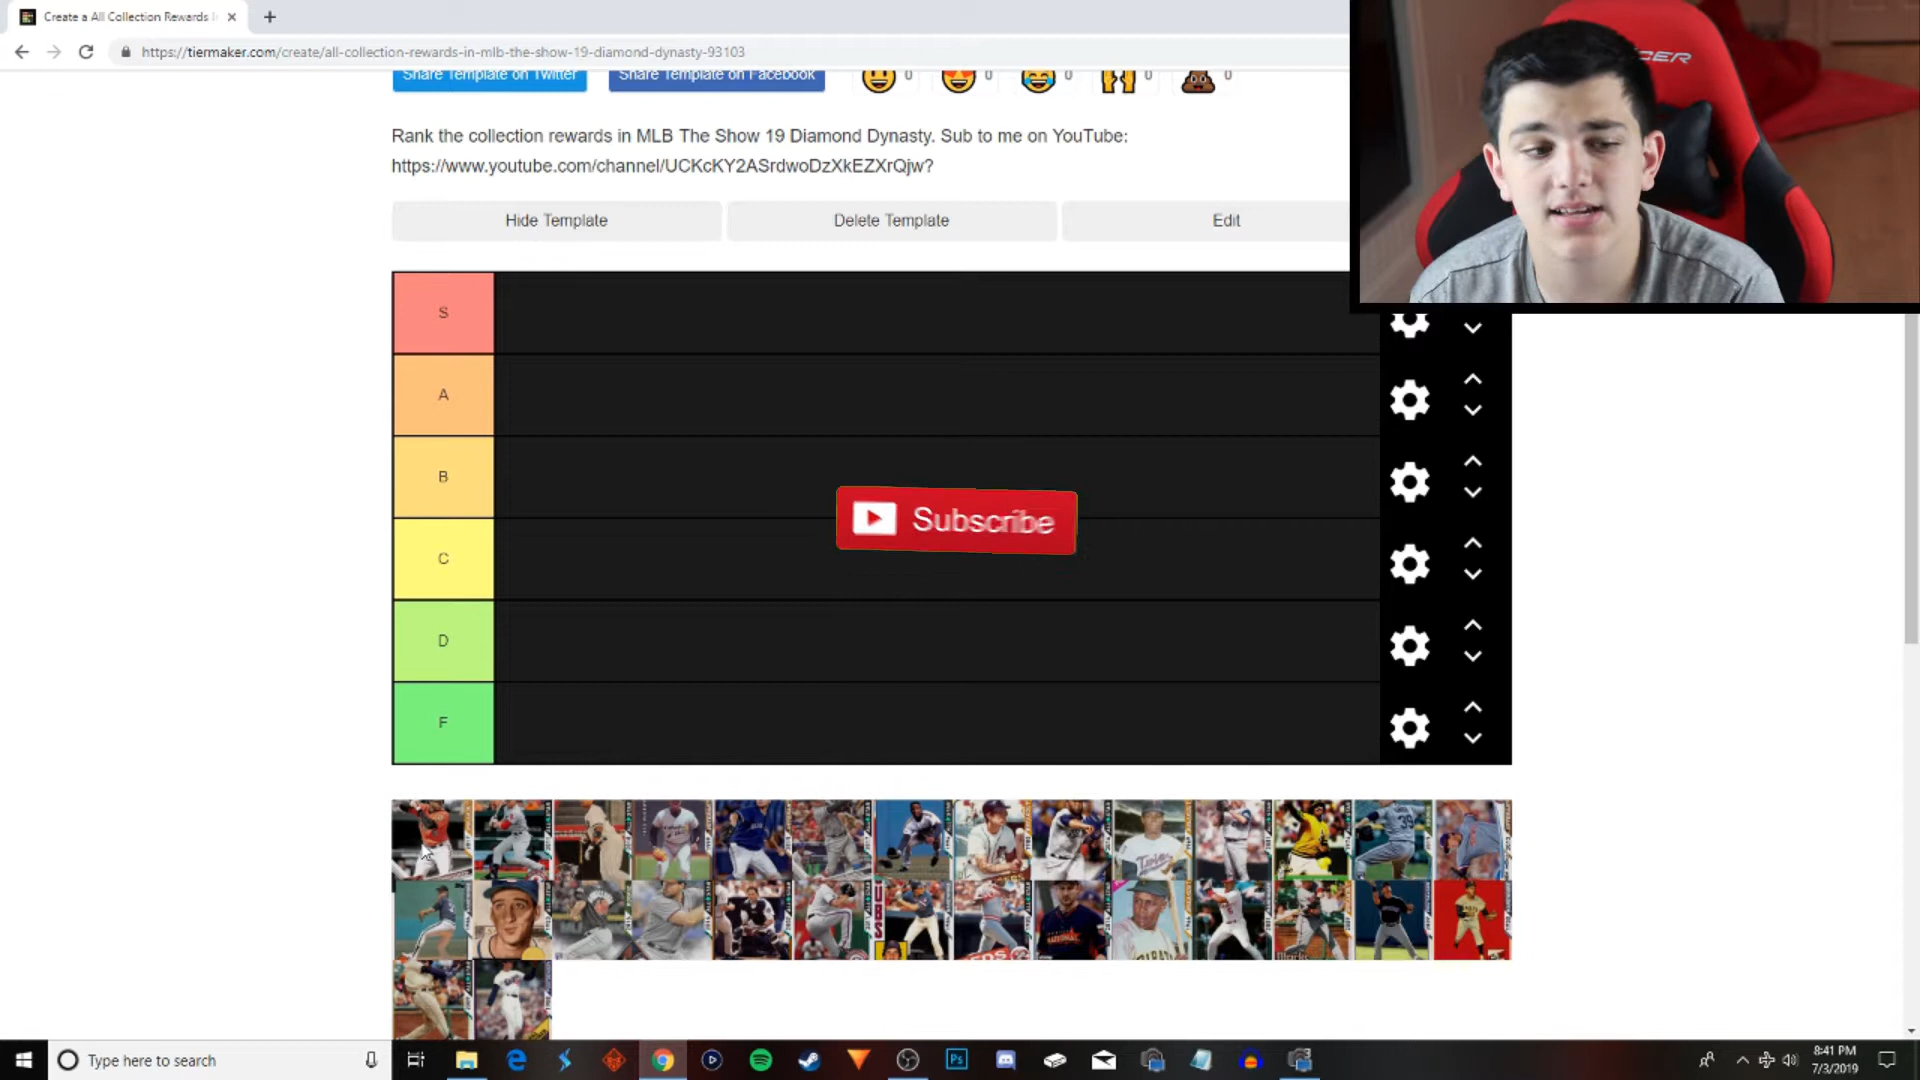 Create a All Collection Rewards
https://tiermaker.com/create/all-collection-rewards-in-mlb-the-show-19-diamond-dynasty-93103
Share Template on Twitter
Share Template on Facebook
0
0
0
0
0
Rank the collection rewards in MLB The Show 19 Diamond Dynasty. Sub to me on YouTube:
https://www.youtube.com/channel/UCKcKY2ASrdwoDzXkEZXrQjw?
Hide Template
Delete Template
Edit
S
A
B
Subscribe
C
D
F
Twins
REDS
Type here to search
Ps
8:41 PM
7/3/2019